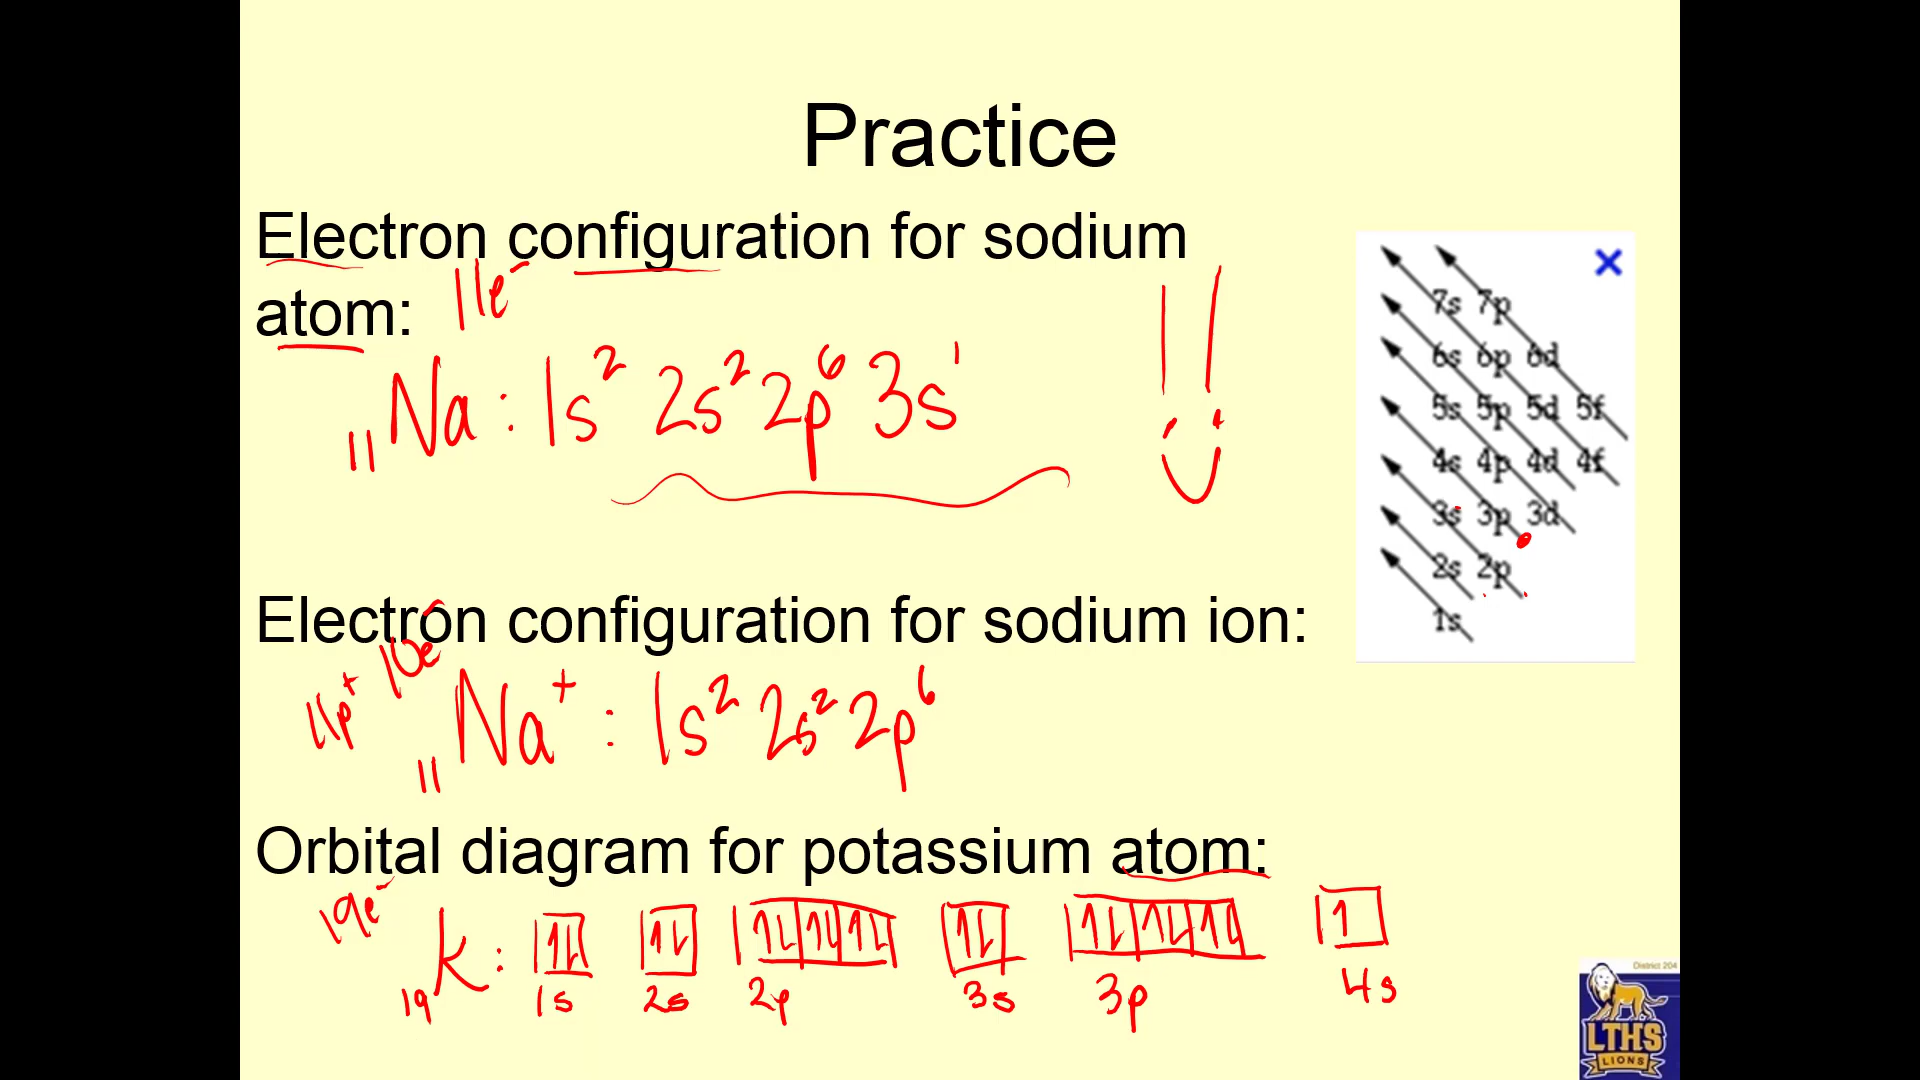 Practice
Electron configuration for sodium
atom: 11e⁻
₁₁Na: 1s² 2s² 2p⁶ 3s¹
7s 7p
6s 6p 6d
5s 5p 5d 5f
4s 4p 4d 4f
3s 3p 3d
2s 2p
1s
Electron configuration for sodium ion:
11p⁺ 10e⁻
₁₁Na⁺: 1s² 2s² 2p⁶
Orbital diagram for potassium atom:
19e⁻
₁₉K: 1s 2s 2p 3s 3p 4s
District 204
LTHS
LIONS